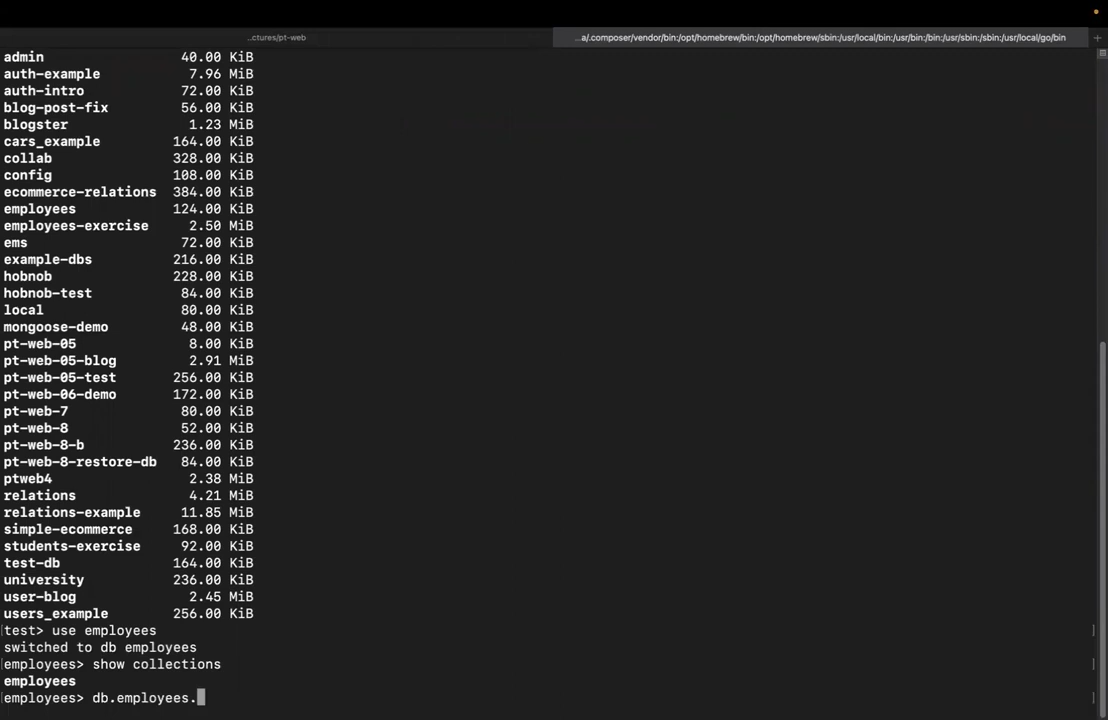 ...ctures/pt-web
...a/.composer/vendor/bin:/opt/homebrew/bin:/opt/homebrew/sbin:/usr/local/bin:/usr/bin:/bin:/usr/sbin:/sbin:/usr/local/go/bin
admin 40.00 KiB
auth-example 7.96 MiB
auth-intro 72.00 KiB
blog-post-fix 56.00 KiB
blogster 1.23 MiB
cars_example 164.00 KiB
collab 328.00 KiB
config 108.00 KiB
ecommerce-relations 384.00 KiB
employees 124.00 KiB
employees-exercise 2.50 MiB
ems 72.00 KiB
example-dbs 216.00 KiB
hobnob 228.00 KiB
hobnob-test 84.00 KiB
local 80.00 KiB
mongoose-demo 48.00 KiB
pt-web-05 8.00 KiB
pt-web-05-blog 2.91 MiB
pt-web-05-test 256.00 KiB
pt-web-06-demo 172.00 KiB
pt-web-7 80.00 KiB
pt-web-8 52.00 KiB
pt-web-8-b 236.00 KiB
pt-web-8-restore-db 84.00 KiB
ptweb4 2.38 MiB
relations 4.21 MiB
relations-example 11.85 MiB
simple-ecommerce 168.00 KiB
students-exercise 92.00 KiB
test-db 164.00 KiB
university 236.00 KiB
user-blog 2.45 MiB
users_example 256.00 KiB
[test> use employees ]
switched to db employees
[employees> show collections ]
employees
[employees> db.employees. ]